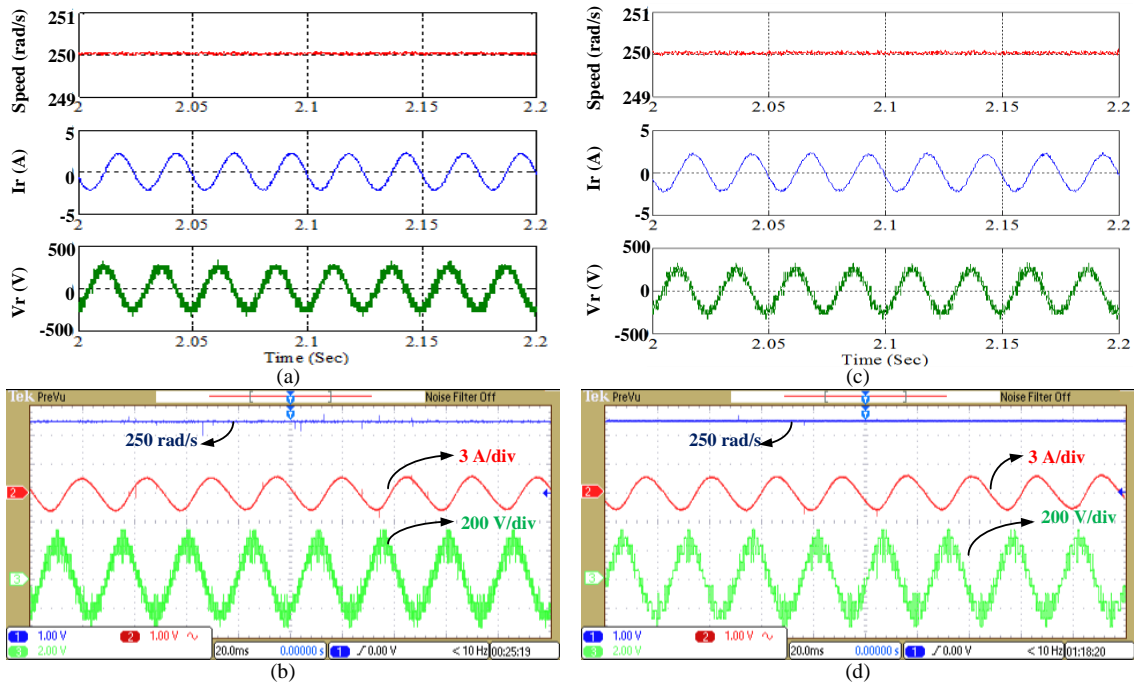 (a)
251
250
249
Speed (rad/s)
2 2.05 2.1 2.15 2.2
5
0
-5
Ir (A)
2 2.05 2.1 2.15 2.2
500
0
-500
Vr (V)
2 2.05 2.1 2.15 2.2
Time (Sec)
(a)
(c)
251
250
249
Speed (rad/s)
2 2.05 2.1 2.15 2.2
5
0
-5
Ir (A)
2 2.05 2.1 2.15 2.2
500
0
-500
Vr (V)
2 2.05 2.1 2.15 2.2
Time (Sec)
(c)
Tek PreVu
T
Noise Filter Off
T
250 rad/s
3 A/div
2
200 V/div
3
1 1.00 V 2 1.00 V
3 2.00 V
20.0ms 0.00000 s 1 0.00 V < 10 Hz 00:25:19
(b)
Tek PreVu
T
Noise Filter Off
T
250 rad/s
3 A/div
2
200 V/div
3
1 1.00 V 2 1.00 V
3 2.00 V
20.0ms 0.00000 s 1 0.00 V < 10 Hz 01:18:20
(d)